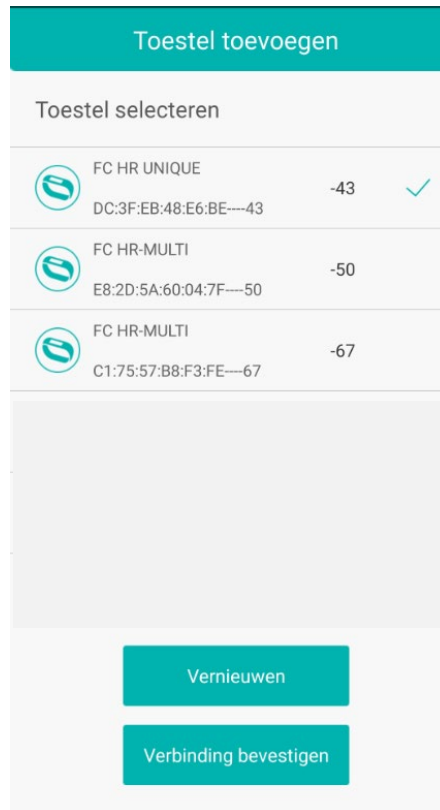 Toestel toevoegen
Toestel selecteren
FC HR UNIQUE
-43
DC:3F:EB:48:E6:BE----43
FC HR-MULTI
-50
E8:2D:5A:60:04:7F----50
FC HR-MULTI
-67
C1:75:57:B8:F3:FE----67
Vernieuwen
Verbinding bevestigen